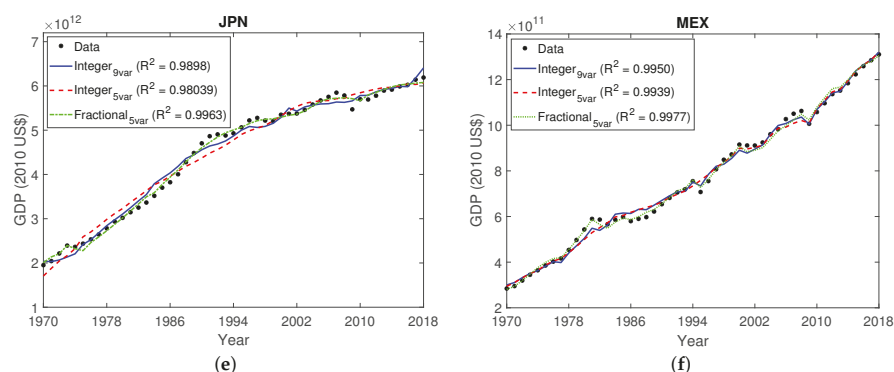 JPN
×10¹²
7
6
5
4
3
2
1
GDP (2010 US$)
Data
Integer₉ᵥₐᵣ (R² = 0.9898)
Integer₅ᵥₐᵣ (R² = 0.98039)
Fractional₅ᵥₐᵣ (R² = 0.9963)
1970 1978 1986 1994 2002 2010 2018
Year
(e)
MEX
×10¹¹
14
12
10
8
6
4
2
GDP (2010 US$)
Data
Integer₉ᵥₐᵣ (R² = 0.9950)
Integer₅ᵥₐᵣ (R² = 0.9939)
Fractional₅ᵥₐᵣ (R² = 0.9977)
1970 1978 1986 1994 2002 2010 2018
Year
(f)